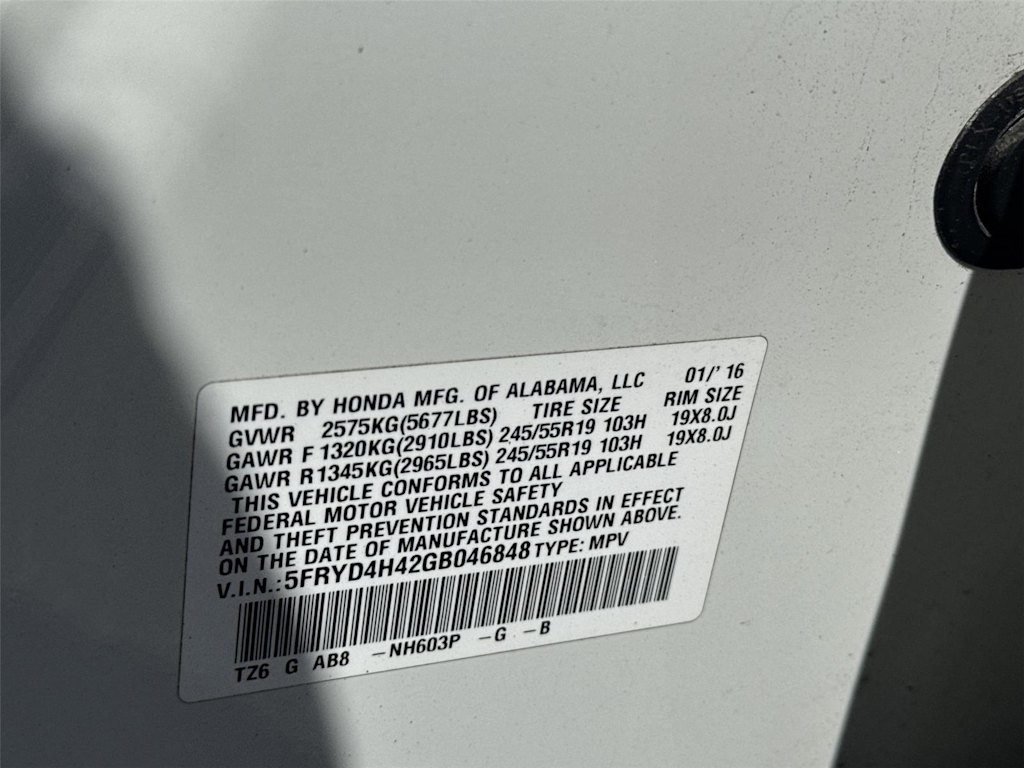 MFD. BY HONDA MFG. OF ALABAMA, LLC 01/'16
GVWR 2575KG(5677LBS) TIRE SIZE RIM SIZE
GAWR F 1320KG(2910LBS) 245/55R19 103H 19X8.0J
GAWR R1345KG(2965LBS) 245/55R19 103H 19X8.0J
THIS VEHICLE CONFORMS TO ALL APPLICABLE
FEDERAL MOTOR VEHICLE SAFETY
AND THEFT PREVENTION STANDARDS IN EFFECT
ON THE DATE OF MANUFACTURE SHOWN ABOVE.
V.I.N.:5FRYD4H42GB046848 TYPE: MPV
TZ6 G AB8 -NH603P -G -B